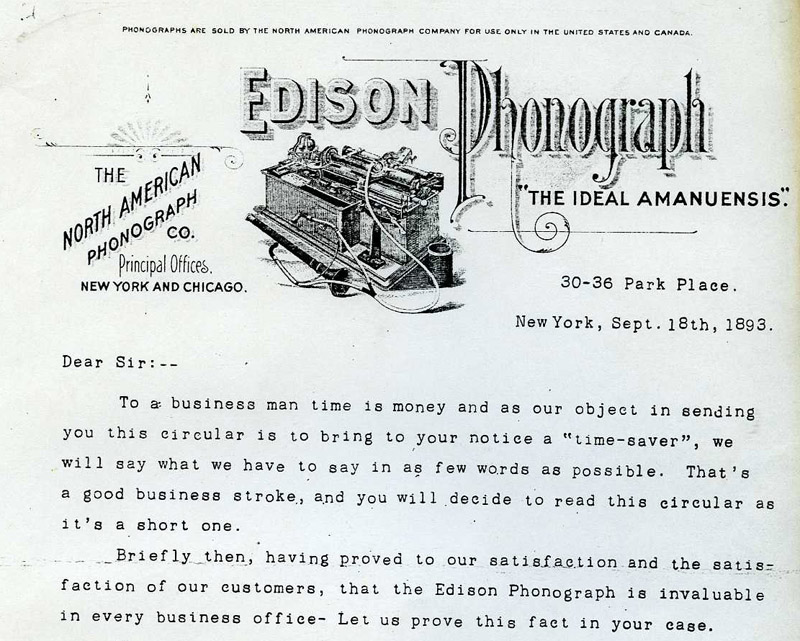 PHONOGRAPHS ARE SOLD BY THE NORTH AMERICAN PHONOGRAPH COMPANY FOR USE ONLY IN THE UNITED STATES AND CANADA.
EDISON Phonograph
"THE IDEAL AMANUENSIS".
THE
NORTH AMERICAN
PHONOGRAPH
CO.
Principal Offices,
NEW YORK AND CHICAGO.
30-36 Park Place.
New York, Sept. 18th, 1893.
Dear Sir:--
To a business man time is money and as our object in sending
you this circular is to bring to your notice a "time-saver", we
will say what we have to say in as few words as possible. That's
a good business stroke, and you will decide to read this circular as
it's a short one.
Briefly then, having proved to our satisfaction and the satis-
faction of our customers, that the Edison Phonograph is invaluable
in every business office- Let us prove this fact in your case.